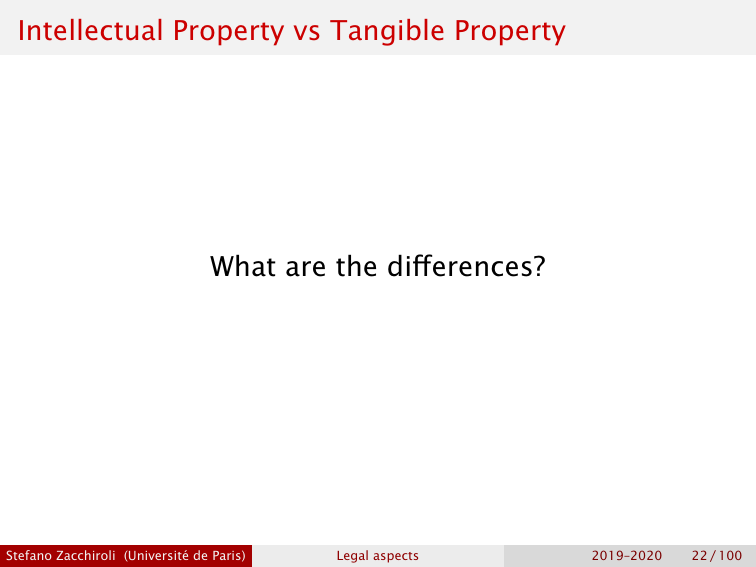 Intellectual Property vs Tangible Property
What are the differences?
Stefano Zacchiroli (Université de Paris) Legal aspects 2019–2020 22 / 100